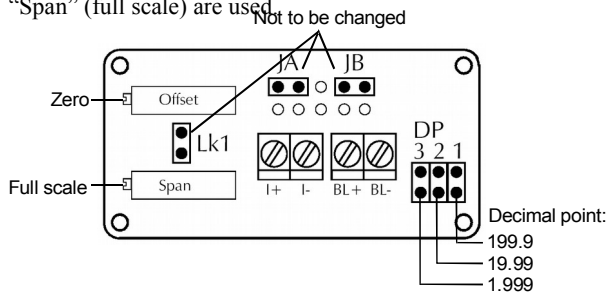 “Span” (full scale) are used.
Not to be changed
JA JB
Zero
Offset
Lk1
DP
3 2 1
Full scale
Span
I+ I- BL+ BL-
Decimal point:
199.9
19.99
1.999